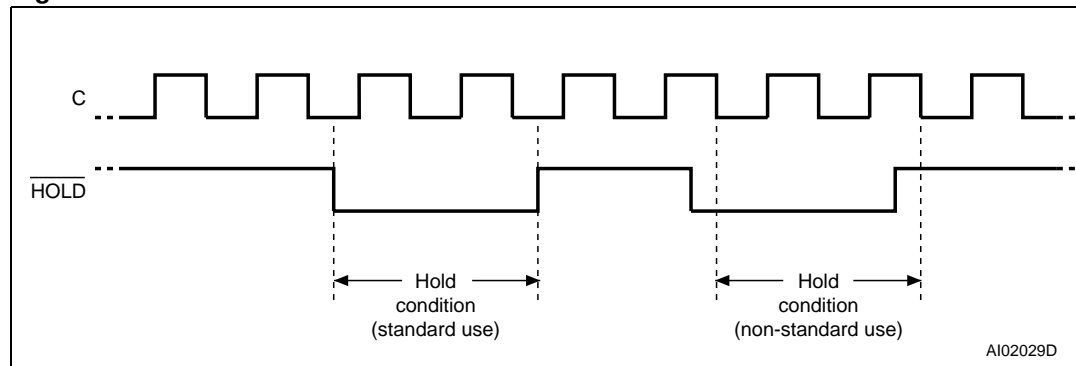 C
HOLD
Hold
condition
(standard use)
Hold
condition
(non-standard use)
AI02029D